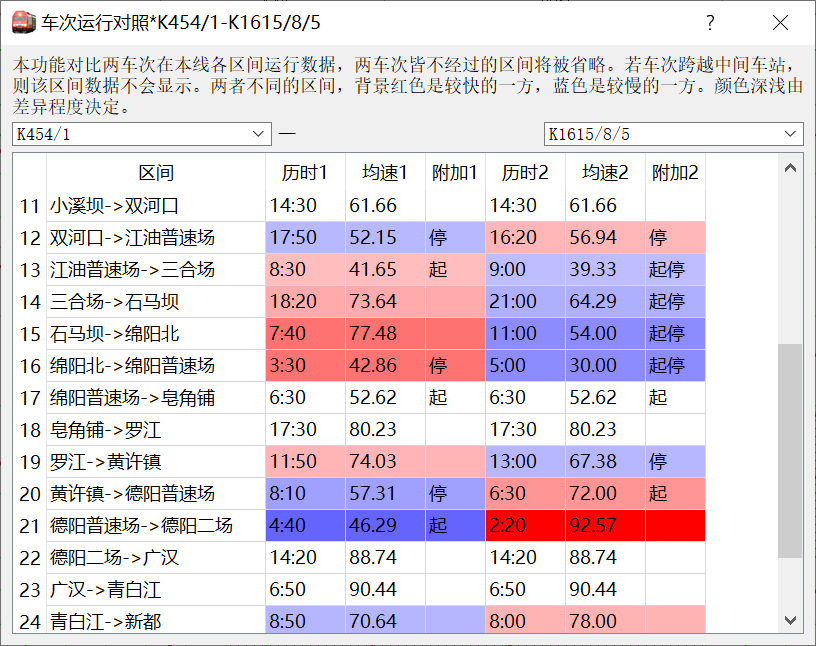 车次运行对照*K454/1-K1615/8/5
本功能对比两车次在本线各区间运行数据，两车次皆不经过的区间将被省略。若车次跨越中间车站，
则该区间数据不会显示。两者不同的区间，背景红色是较快的一方，蓝色是较慢的一方。颜色深浅由
差异程度决定。
K454/1 — K1615/8/5
区间 历时1 均速1 附加1 历时2 均速2 附加2
11 小溪坝->双河口 14:30 61.66 14:30 61.66
12 双河口->江油普速场 17:50 52.15 停 16:20 56.94 停
13 江油普速场->三合场 8:30 41.65 起 9:00 39.33 起停
14 三合场->石马坝 18:20 73.64 21:00 64.29 起停
15 石马坝->绵阳北 7:40 77.48 11:00 54.00 起停
16 绵阳北->绵阳普速场 3:30 42.86 停 5:00 30.00 起停
17 绵阳普速场->皂角铺 6:30 52.62 起 6:30 52.62 起
18 皂角铺->罗江 17:30 80.23 17:30 80.23
19 罗江->黄许镇 11:50 74.03 13:00 67.38 停
20 黄许镇->德阳普速场 8:10 57.31 停 6:30 72.00 起
21 德阳普速场->德阳二场 4:40 46.29 起 2:20 92.57
22 德阳二场->广汉 14:20 88.74 14:20 88.74
23 广汉->青白江 6:50 90.44 6:50 90.44
24 青白江->新都 8:50 70.64 8:00 78.00